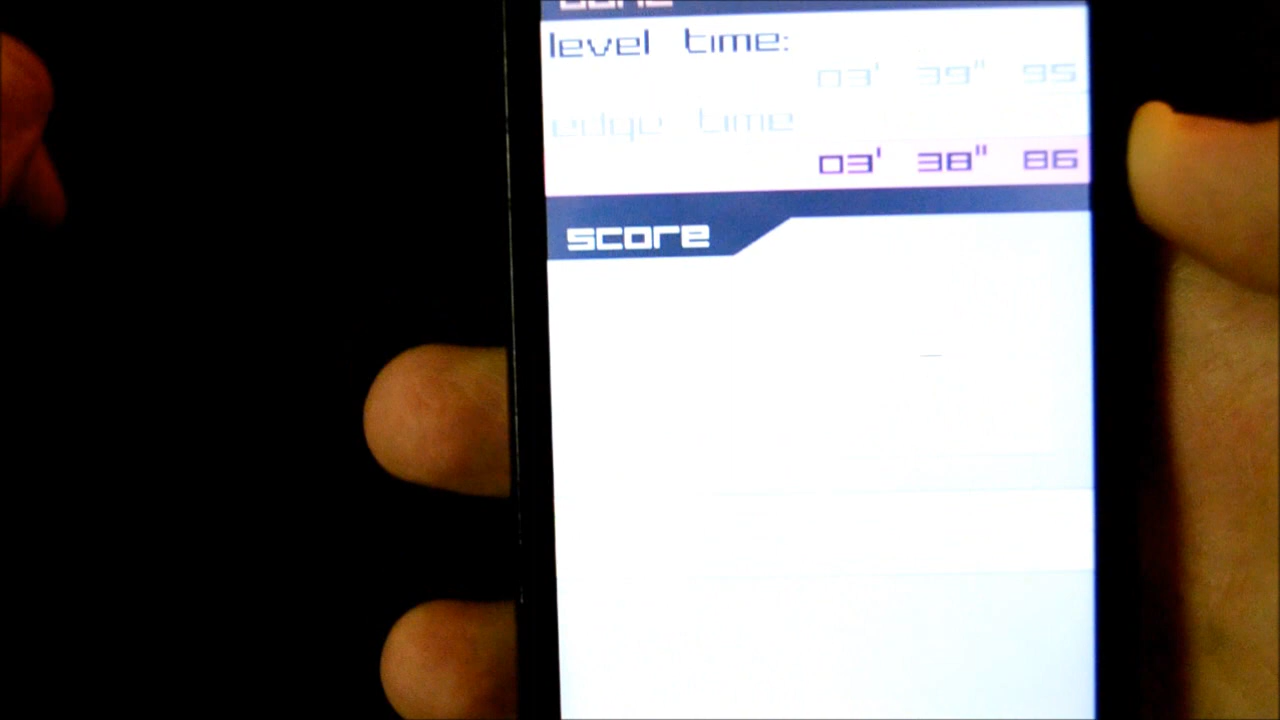 level time:
03' 39" 95
edge time
03' 38" 86
score